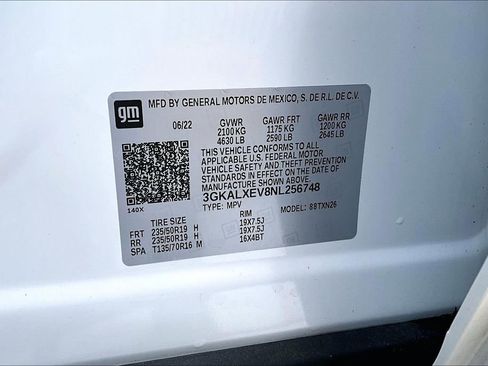 gm
MFD BY GENERAL MOTORS DE MEXICO, S. DE R.L. DE C.V.
06/22 GVWR GAWR FRT GAWR RR
2100 KG 1175 KG 1200 KG
4630 LB 2590 LB 2645 LB
THIS VEHICLE CONFORMS TO ALL
APPLICABLE U.S. FEDERAL MOTOR
VEHICLE SAFETY AND THEFT PREVENTION
STANDARDS IN EFFECT ON THE DATE OF
MANUFACTURE SHOWN ABOVE.
3GKALXEV8NL256748
140X TYPE: MPV MODEL: 88TXN26
TIRE SIZE RIM
FRT 235/50R19 H 19X7.5J
RR 235/50R19 H 19X7.5J
SPA T135/70R16 M 16X4BT